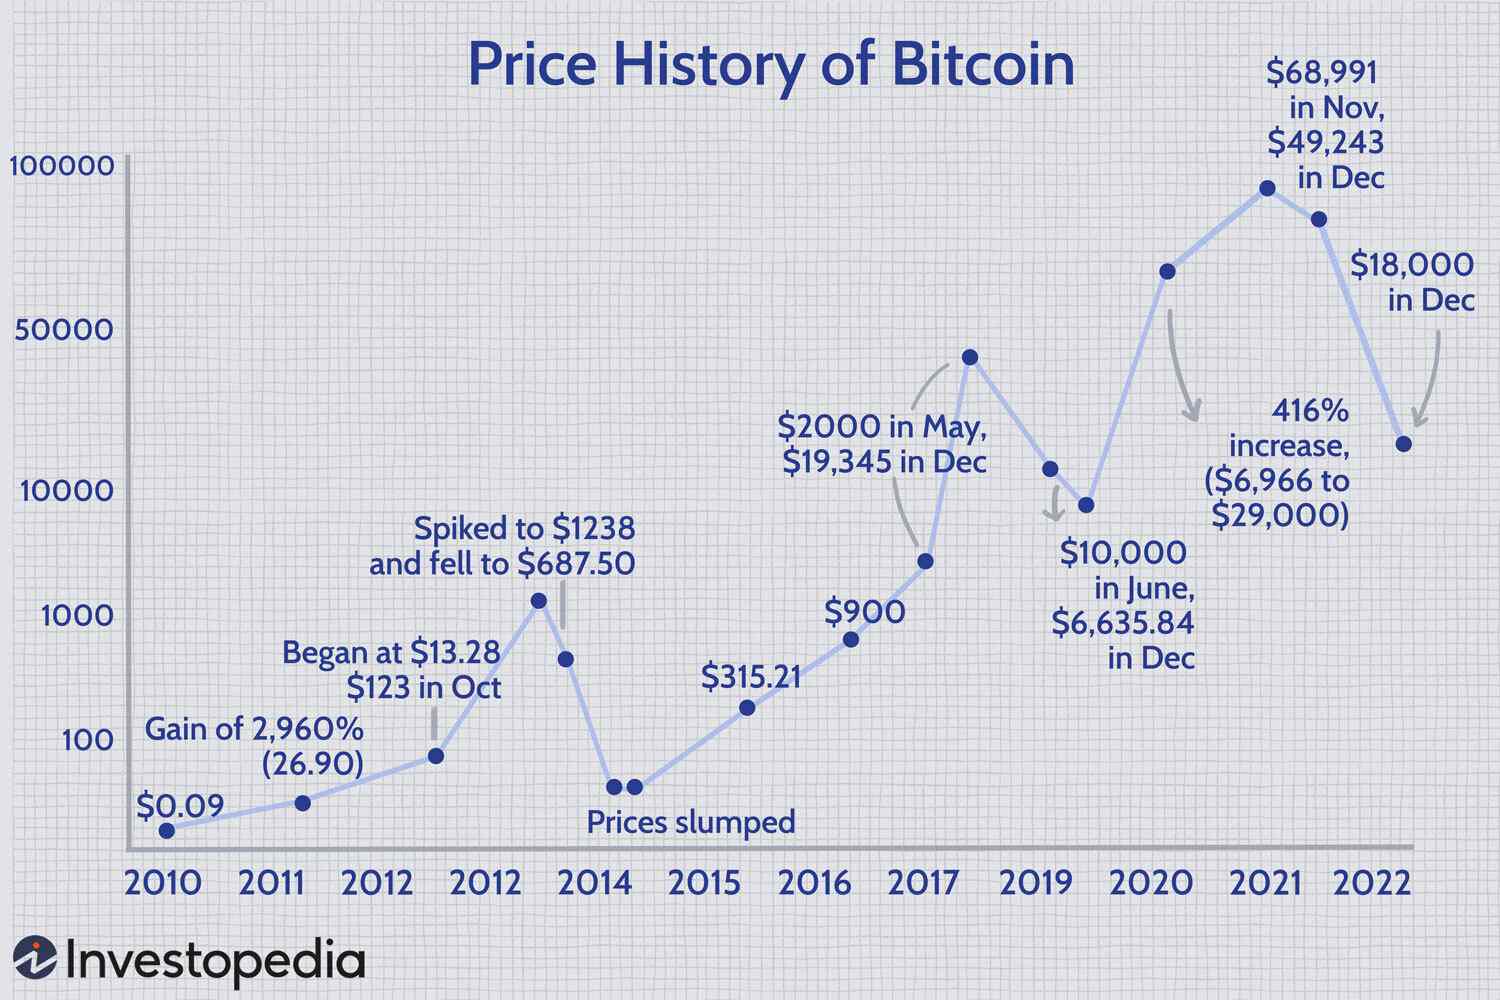 Price History of Bitcoin
$68,991
in Nov,
$49,243
in Dec
100000
$18,000
in Dec
50000
$2000 in May,
$19,345 in Dec
416%
increase,
($6,966 to
$29,000)
10000
Spiked to $1238
and fell to $687.50
$10,000
in June,
$6,635.84
in Dec
1000
$900
Began at $13.28
$123 in Oct
$315.21
100
Gain of 2,960%
(26.90)
$0.09
Prices slumped
2010 2011 2012 2012 2014 2015 2016 2017 2019 2020 2021 2022
Investopedia